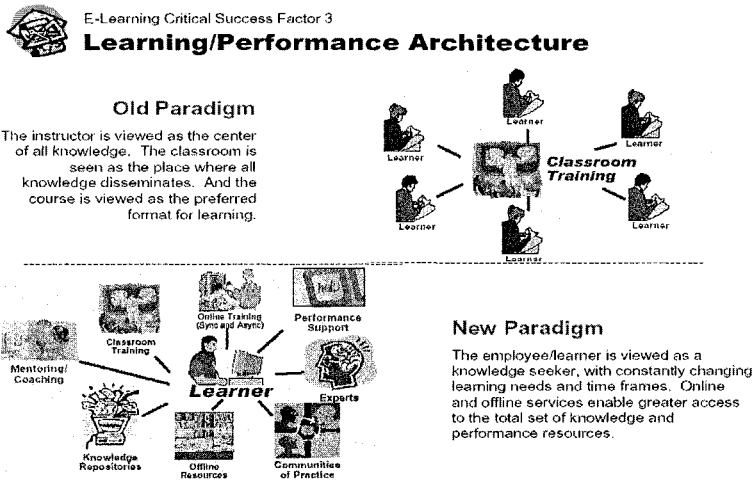 E-Learning Critical Success Factor 3
Learning/Performance Architecture
Old Paradigm
The instructor is viewed as the center
of all knowledge. The classroom is
seen as the place where all
knowledge disseminates. And the
course is viewed as the preferred
format for learning.
Learner
Learner
Learner
Learner
Classroom
Training
Learner
Learner
Learner
Mentoring/
Coaching
Classroom
Training
Online Training
(Sync and Async)
help
Performance
Support
Learner
Experts
Knowledge
Repositories
Offline
Resources
Communities
of Practice
New Paradigm
The employee/learner is viewed as a
knowledge seeker, with constantly changing
learning needs and time frames. Online
and offline services enable greater access
to the total set of knowledge and
performance resources.